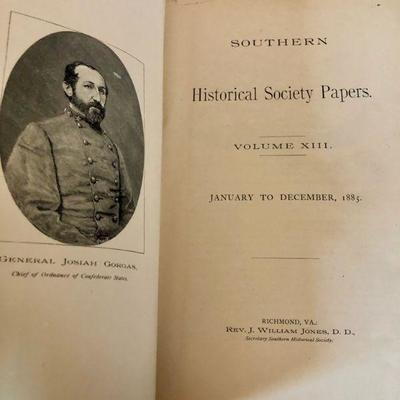 General Josiah Gorgas,
Chief of Ordnance of Confederate States.
SOUTHERN
Historical Society Papers.
VOLUME XIII.
JANUARY TO DECEMBER, 1885.
RICHMOND, VA.:
Rev. J. William Jones, D. D.,
Secretary Southern Historical Society.